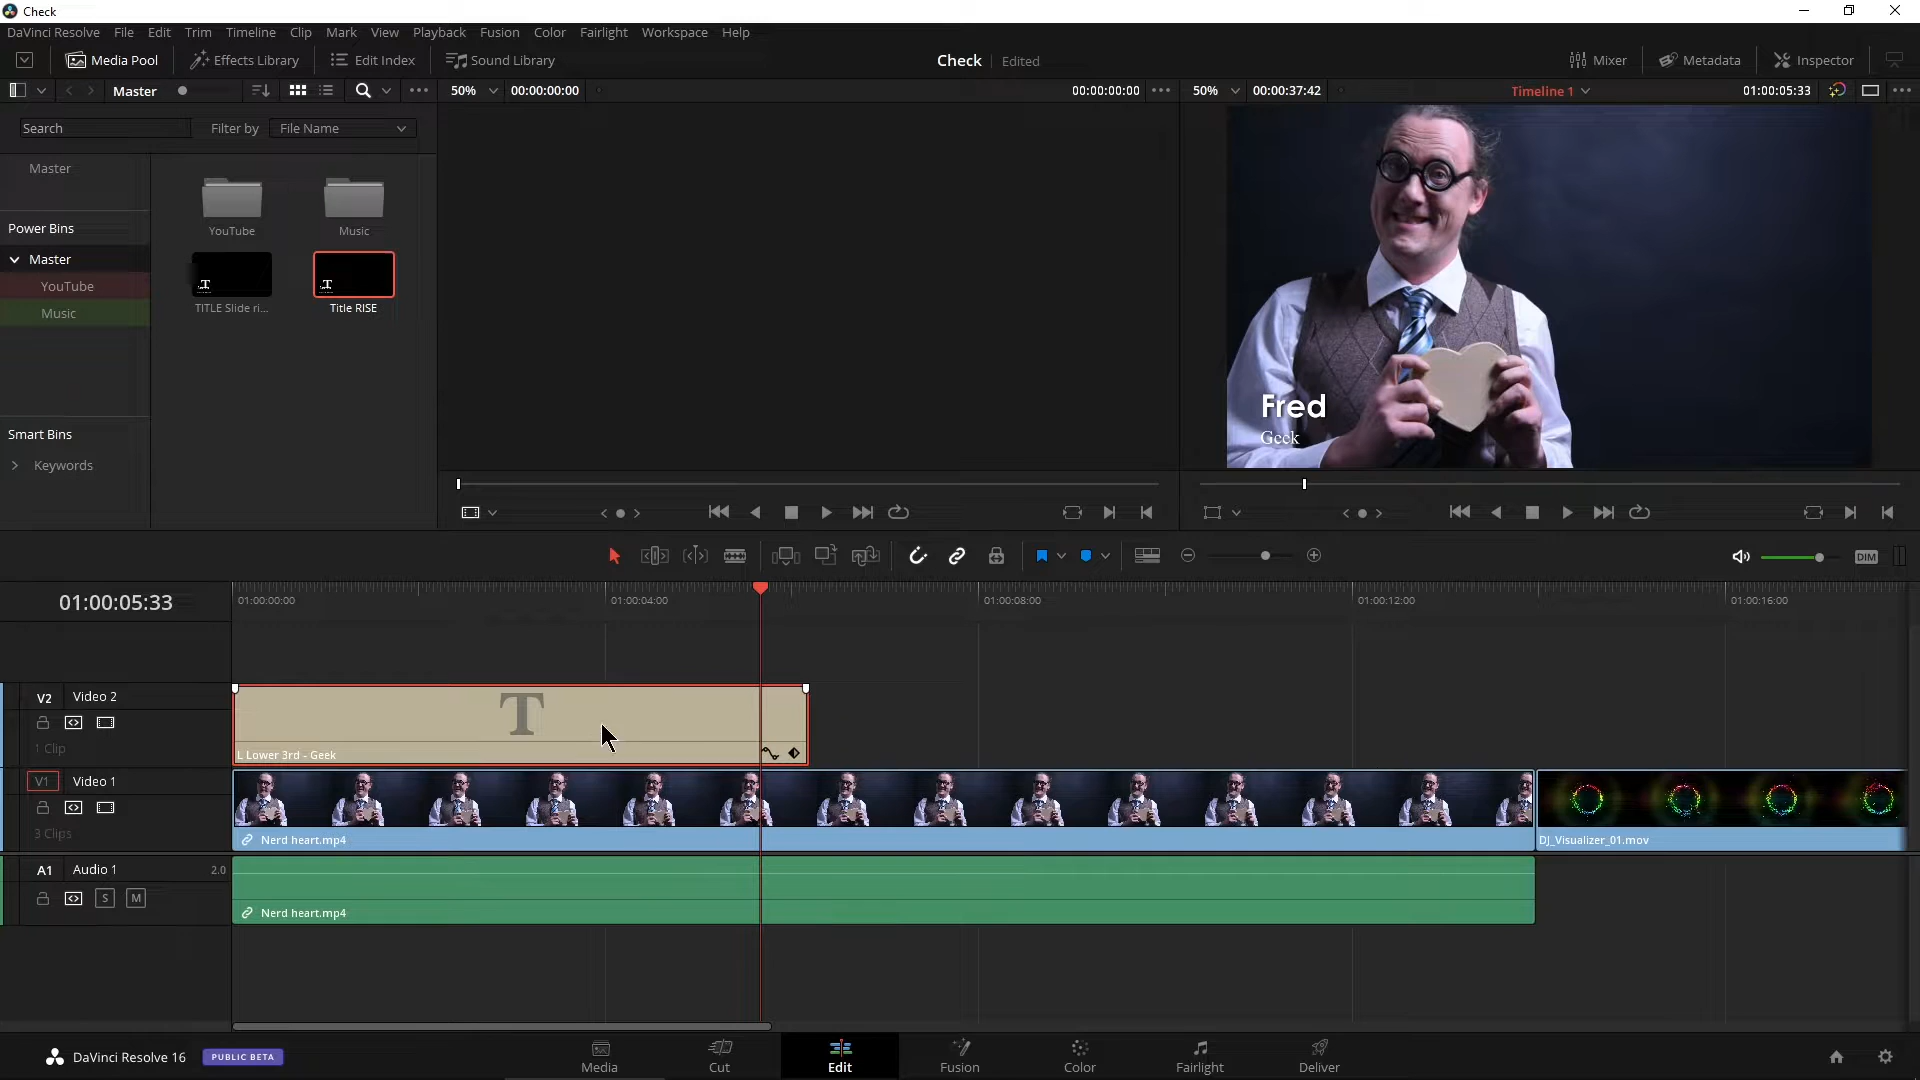 Check
DaVinci Resolve File Edit Trim Timeline Clip Mark View Playback Fusion Color Fairlight Workspace Help
Media Pool Effects Library Edit Index Sound Library Check Edited Mixer Metadata Inspector
Master 50% 00:00:00:00 00:00:00:00 50% 00:00:37:42 Timeline 1 01:00:05:33
Search Filter by File Name
Master
Power Bins
Master
YouTube
Music
YouTube Music
T T
TITLE Slide ri... Title RISE
Smart Bins
Keywords
Fred
Geek
DIM
01:00:05:33 01:00:00:00 01:00:04:00 01:00:08:00 01:00:12:00 01:00:16:00
V2 Video 2
1 Clip
T
L Lower 3rd - Geek
V1 Video 1
3 Clips
Nerd heart.mp4 DJ_Visualizer_01.mov
A1 Audio 1 2.0
S M
Nerd heart.mp4
DaVinci Resolve 16 PUBLIC BETA Media Cut Edit Fusion Color Fairlight Deliver